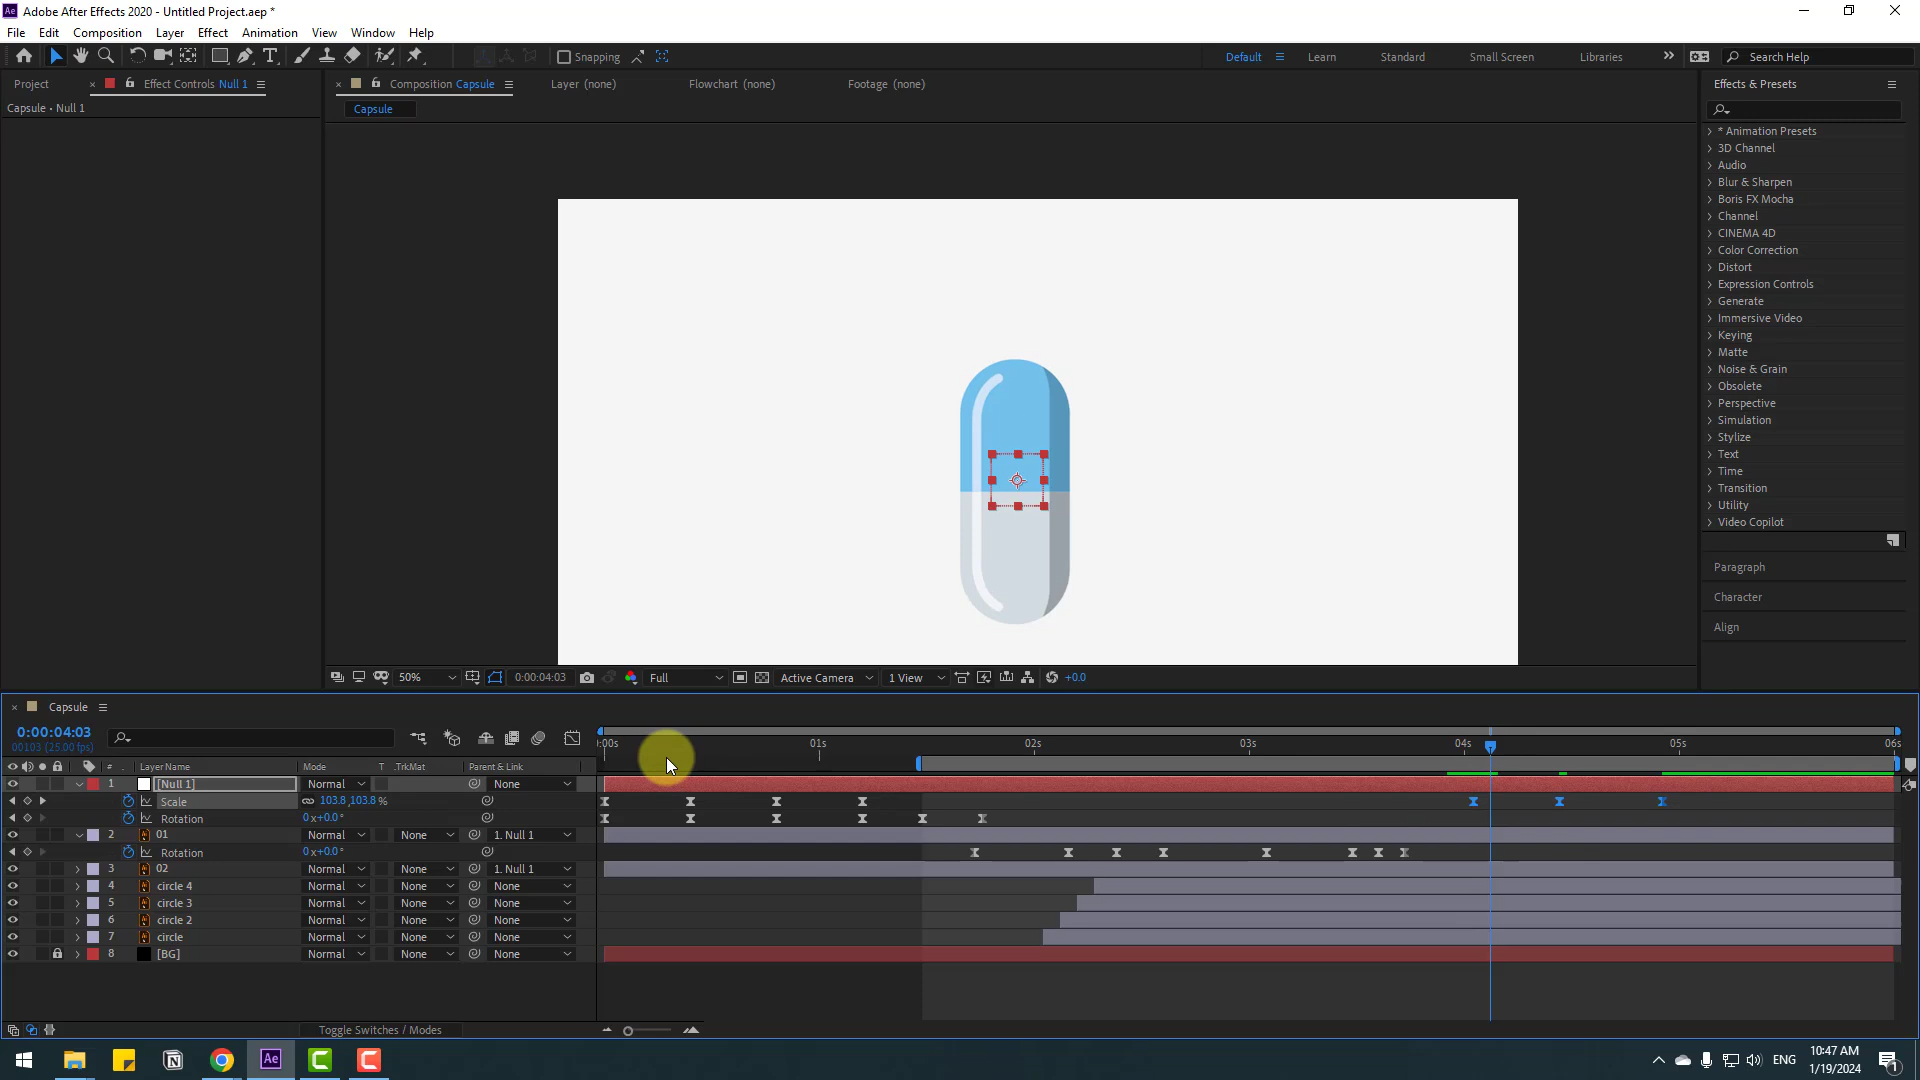 Adobe After Effects 2020 - Untitled Project.aep *
File Edit Composition Layer Effect Animation View Window Help
Snapping Default Learn Standard Small Screen Libraries Search Help
Project Effect Controls Null 1 Composition Capsule Layer (none) Flowchart (none) Footage (none) Effects & Presets
Capsule • Null 1
Capsule
* Animation Presets
3D Channel
Audio
Blur & Sharpen
Boris FX Mocha
Channel
CINEMA 4D
Color Correction
Distort
Expression Controls
Generate
Immersive Video
Keying
Matte
Noise & Grain
Obsolete
Perspective
Simulation
Stylize
Text
Time
Transition
Utility
Video Copilot
Paragraph
Character
Align
50% 0:00:04:03 Full Active Camera 1 View +0.0
Capsule
0:00:04:03
00103 (25.00 fps)
:00s 01s 02s 03s 04s 05s 06s
# Layer Name Mode T .TrkMat Parent & Link
1 [Null 1] Normal None
Scale 103.8,103.8%
Rotation 0x+0.0°
2 01 Normal None 1. Null 1
Rotation 0x+0.0°
3 02 Normal None 1. Null 1
4 circle 4 Normal None None
5 circle 3 Normal None None
6 circle 2 Normal None None
7 circle Normal None None
8 [BG] Normal None None
Toggle Switches / Modes
Ae ENG 10:47 AM
1/19/2024
1